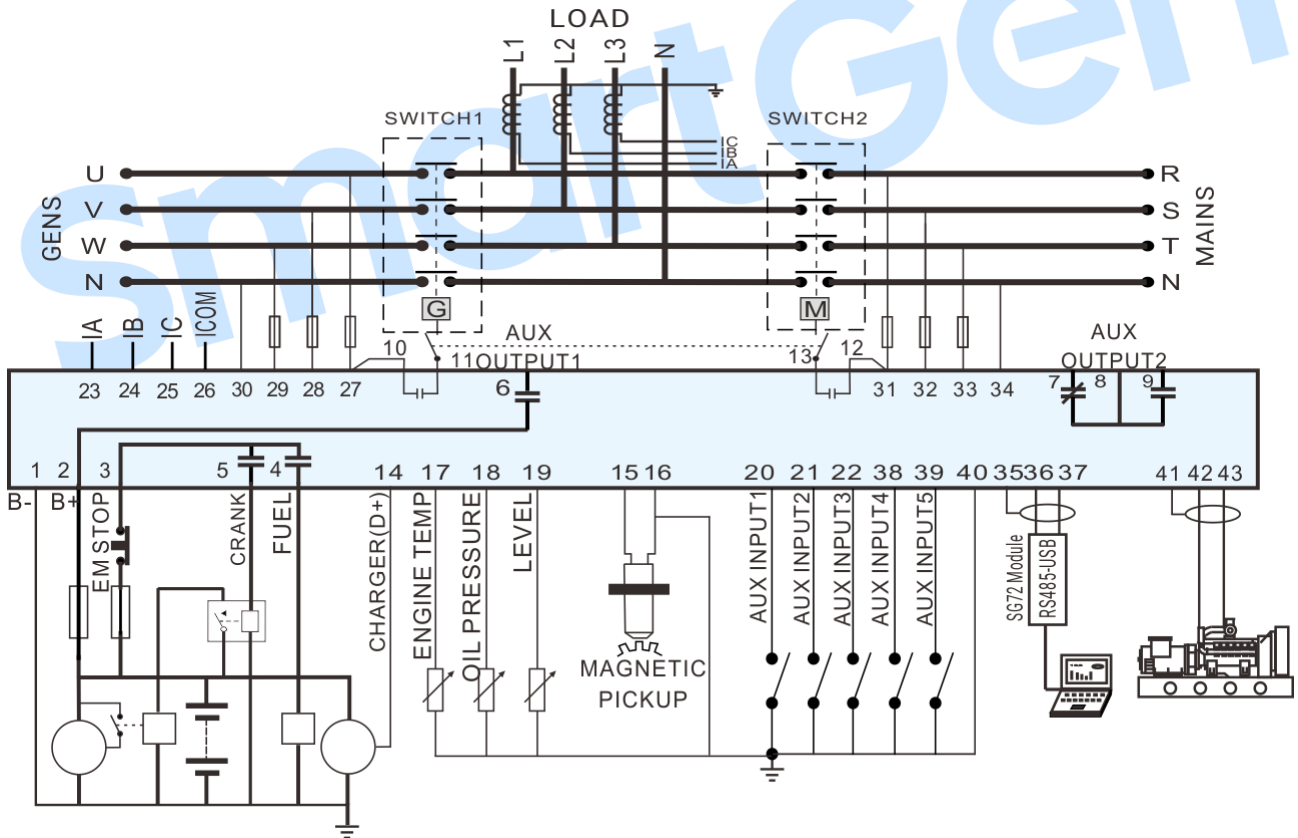 smartGen
LOAD
L1
L2
L3
N
SWITCH1
SWITCH2
IC
IB
IA
GENS
U
V
W
N
R
S
T
N
MAINS
G
M
IA
IB
IC
ICOM
10
11
AUX
OUTPUT1
13
12
AUX
OUTPUT2
23 24 25 26 30 29 28 27
6
31 32 33 34
7 8 9
1 2 3 5 4 14 17 18 19 15 16 20 21 22 38 39 40 35 36 37 41 42 43
B-
B+
EM STOP
CRANK
FUEL
CHARGER(D+)
ENGINE TEMP
OIL PRESSURE
LEVEL
MAGNETIC
PICKUP
AUX INPUT1
AUX INPUT2
AUX INPUT3
AUX INPUT4
AUX INPUT5
SG72 Module
RS485-USB